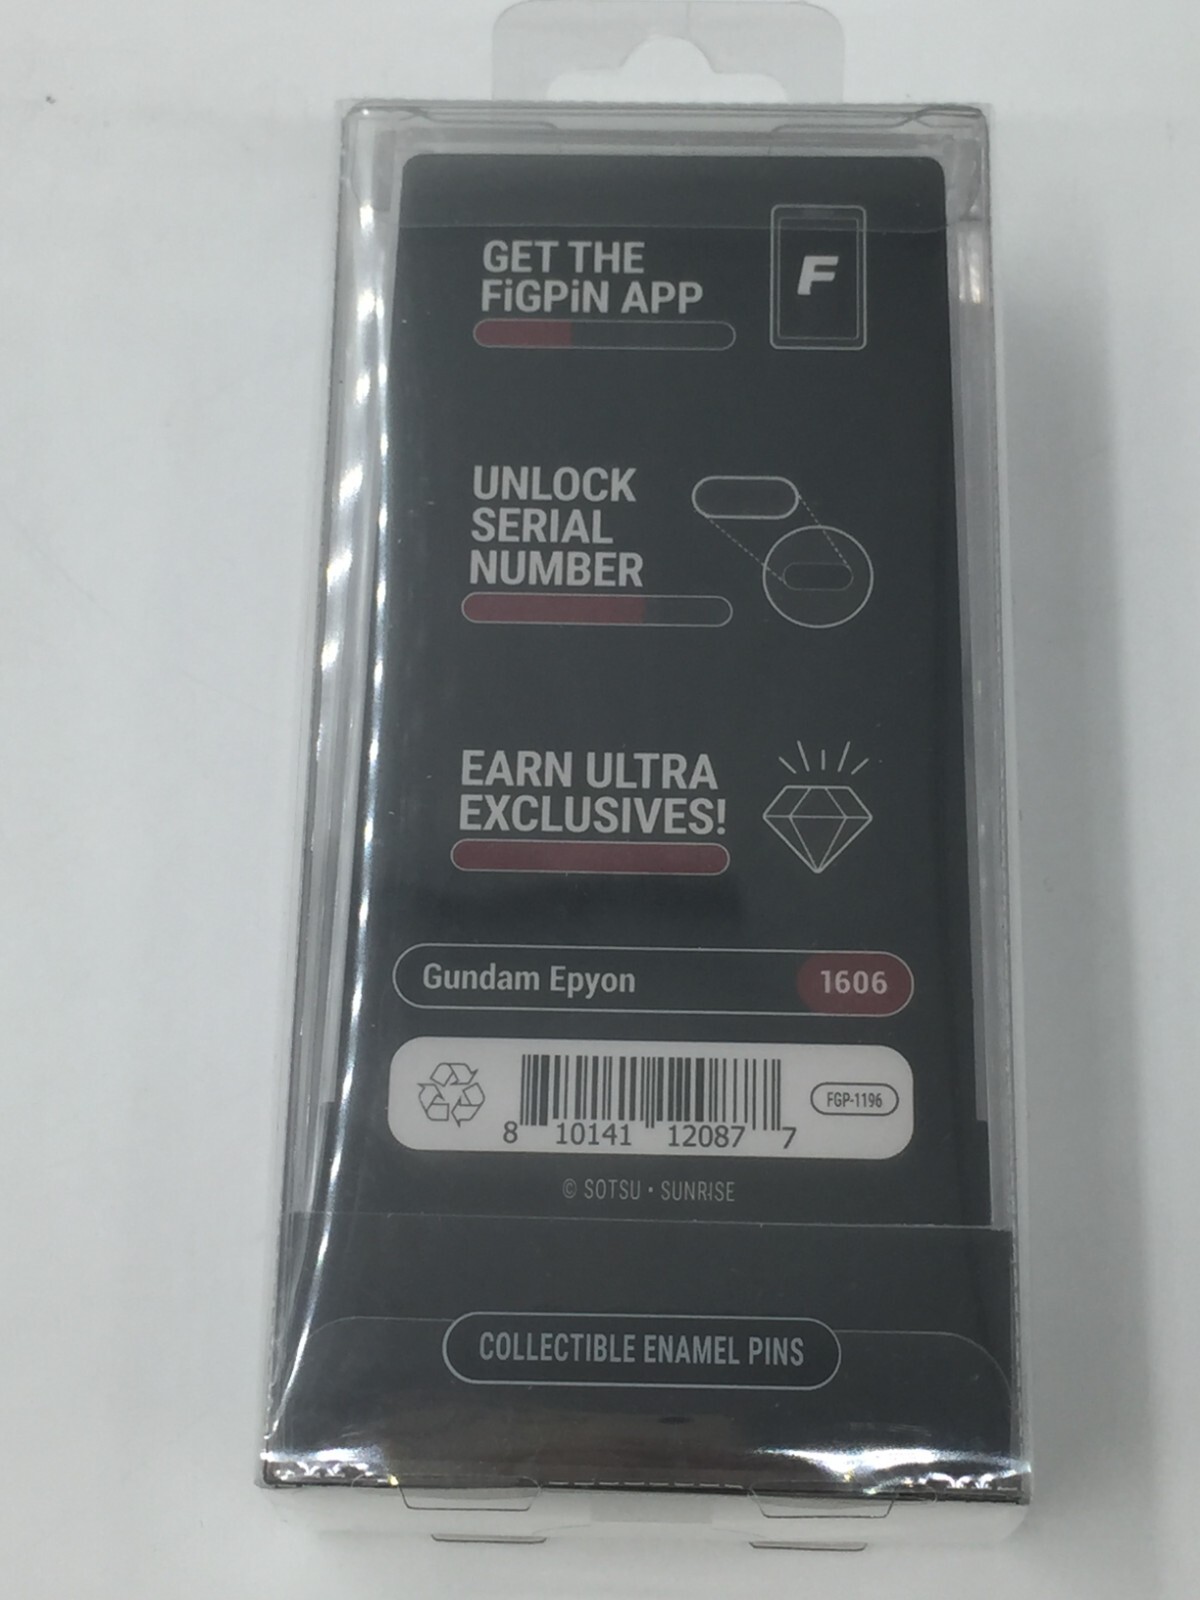 GET THE
FiGPiN APP
F
UNLOCK
SERIAL
NUMBER
EARN ULTRA
EXCLUSIVES!
Gundam Epyon 1606
8 10141 12087 7
FGP-1196
© SOTSU • SUNRISE
COLLECTIBLE ENAMEL PINS